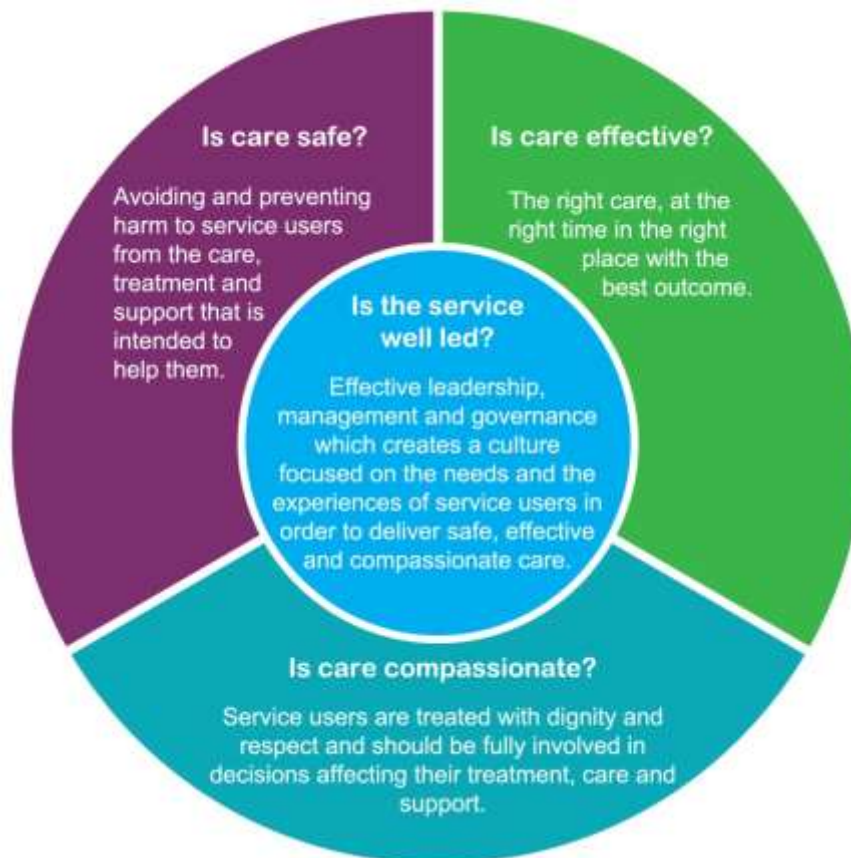 Is care safe?
Avoiding and preventing
harm to service users
from the care,
treatment and
support that is
intended to
help them.
Is care effective?
The right care, at the
right time in the right
place with the
best outcome.
Is the service
well led?
Effective leadership,
management and governance
which creates a culture
focused on the needs and the
experiences of service users in
order to deliver safe, effective
and compassionate care.
Is care compassionate?
Service users are treated with dignity and
respect and should be fully involved in
decisions affecting their treatment, care and
support.